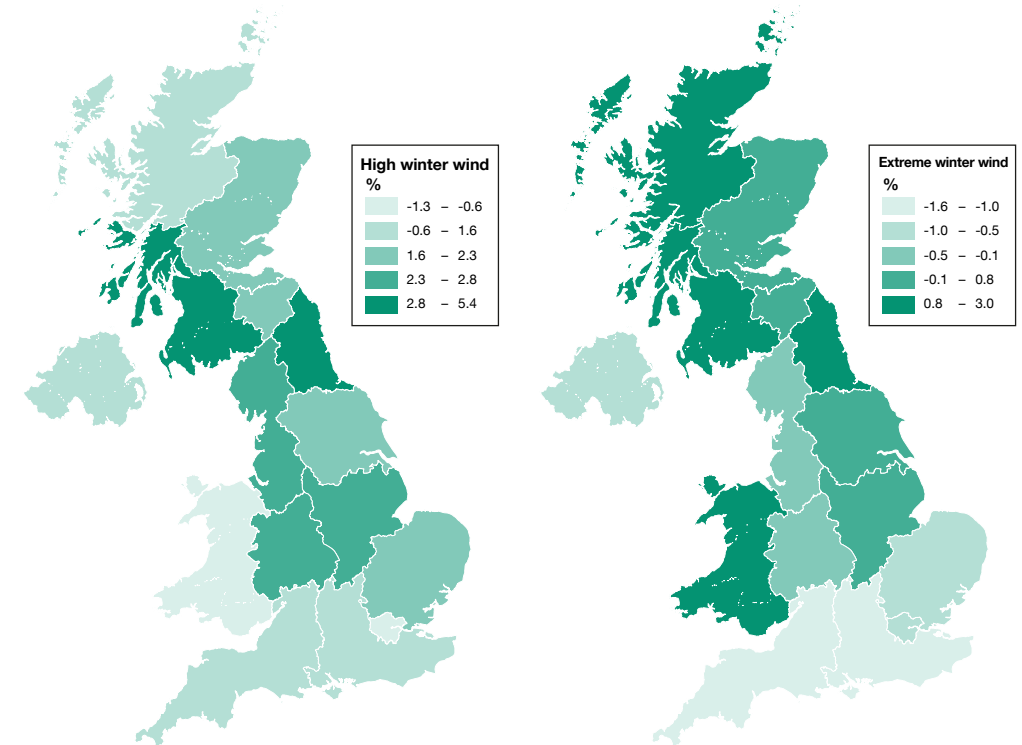 High winter wind
%
-1.3 – -0.6
-0.6 – 1.6
1.6 – 2.3
2.3 – 2.8
2.8 – 5.4
Extreme winter wind
%
-1.6 – -1.0
-1.0 – -0.5
-0.5 – -0.1
-0.1 – 0.8
0.8 – 3.0